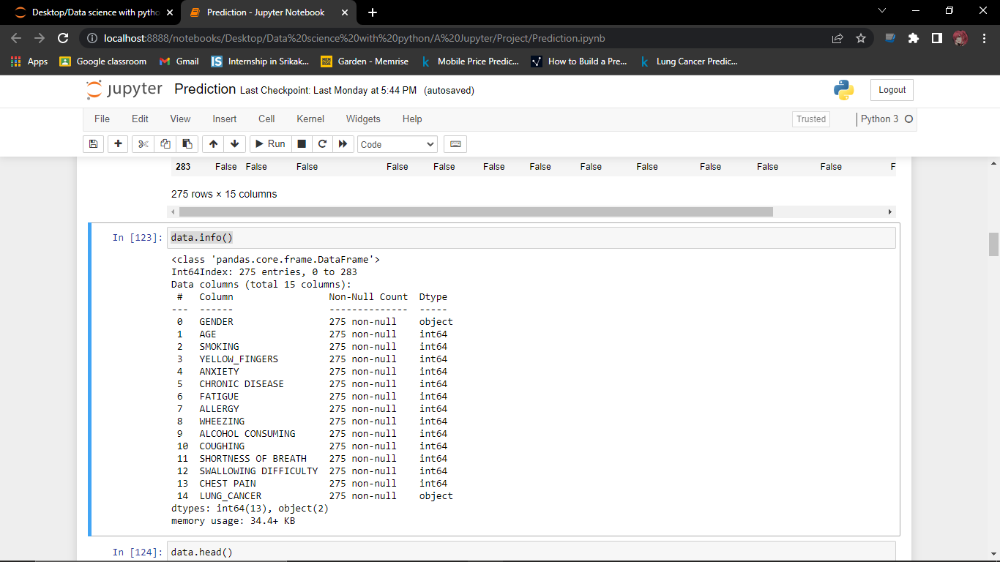 Desktop/Data science with pytho
Prediction - Jupyter Notebook
localhost:8888/notebooks/Desktop/Data%20science%20with%20python/A%20Jupyter/Project/Prediction.ipynb
Apps Google classroom Gmail IS Internship in Srikak... MEM RISE Garden - Memrise k Mobile Price Predic... How to Build a Pre... k Lung Cancer Predic...
jupyter Prediction Last Checkpoint: Last Monday at 5:44 PM (autosaved) Logout
File Edit View Insert Cell Kernel Widgets Help Trusted Python 3
Run Code
283 False False False False False False False False False False False False F
275 rows × 15 columns
In [123]: data.info()
<class 'pandas.core.frame.DataFrame'>
Int64Index: 275 entries, 0 to 283
Data columns (total 15 columns):
# Column Non-Null Count Dtype
--- ------ -------------- -----
0 GENDER 275 non-null object
1 AGE 275 non-null int64
2 SMOKING 275 non-null int64
3 YELLOW_FINGERS 275 non-null int64
4 ANXIETY 275 non-null int64
5 CHRONIC DISEASE 275 non-null int64
6 FATIGUE 275 non-null int64
7 ALLERGY 275 non-null int64
8 WHEEZING 275 non-null int64
9 ALCOHOL CONSUMING 275 non-null int64
10 COUGHING 275 non-null int64
11 SHORTNESS OF BREATH 275 non-null int64
12 SWALLOWING DIFFICULTY 275 non-null int64
13 CHEST PAIN 275 non-null int64
14 LUNG_CANCER 275 non-null object
dtypes: int64(13), object(2)
memory usage: 34.4+ KB
In [124]: data.head()